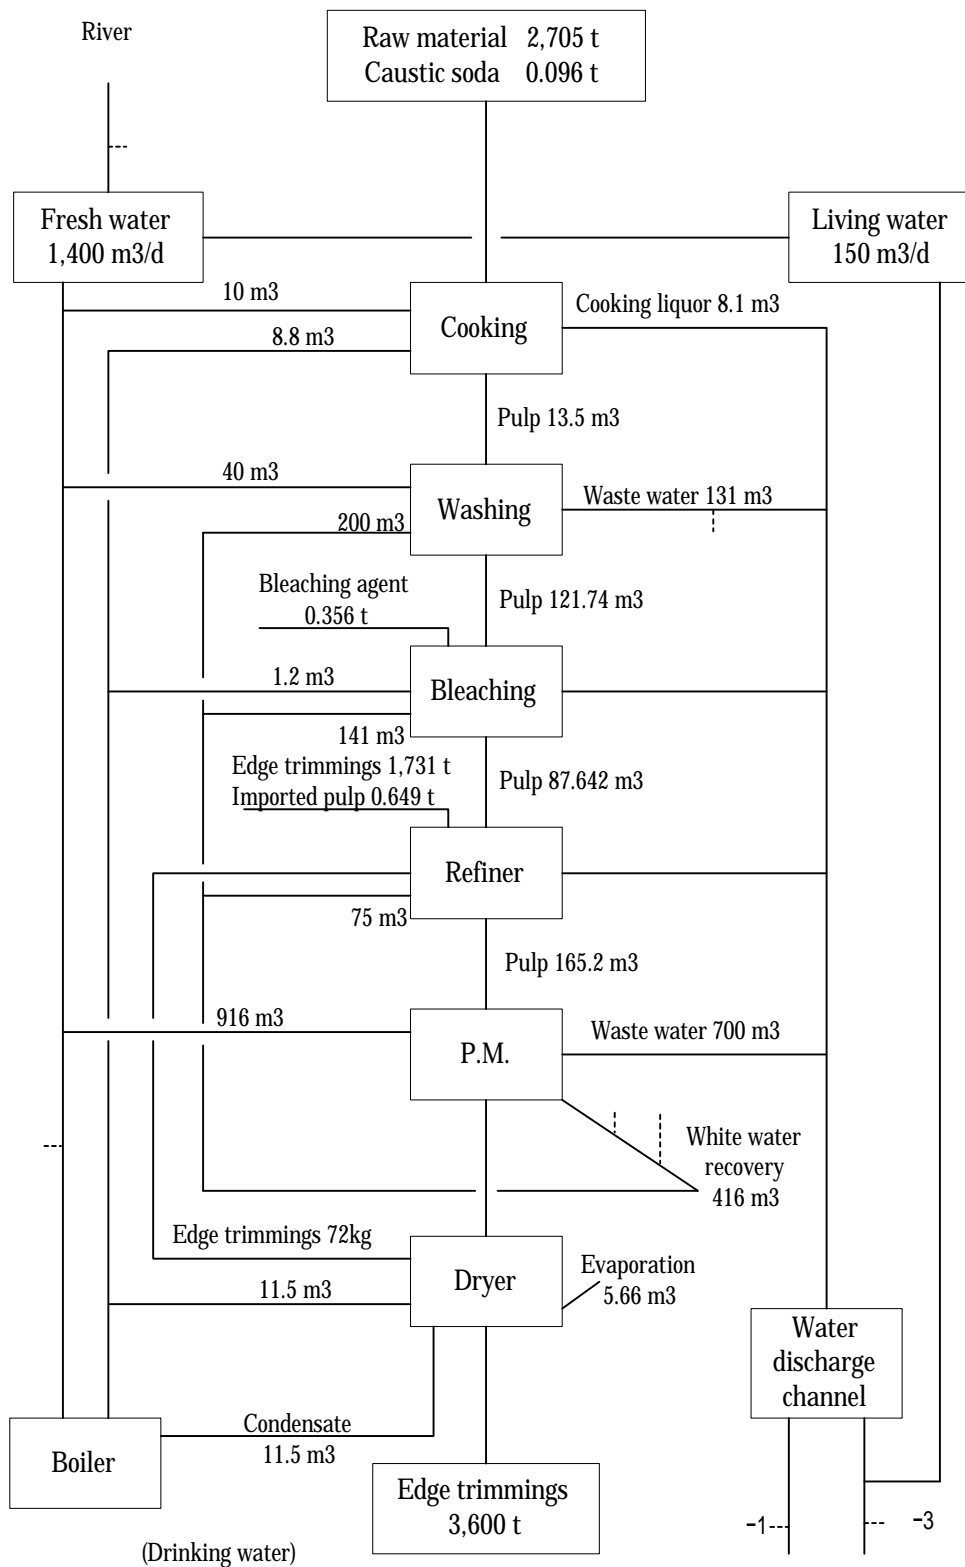 River
Raw material 2,705 t
Caustic soda 0.096 t
Fresh water
1,400 m3/d
Living water
150 m3/d
10 m3
Cooking liquor 8.1 m3
8.8 m3
Cooking
Pulp 13.5 m3
40 m3
Waste water 131 m3
Washing
200 m3
Bleaching agent
0.356 t
Pulp 121.74 m3
1.2 m3
Bleaching
141 m3
Edge trimmings 1,731 t
Imported pulp 0.649 t
Pulp 87.642 m3
Refiner
75 m3
Pulp 165.2 m3
916 m3
Waste water 700 m3
P.M.
White water
recovery
416 m3
Edge trimmings 72kg
Dryer
Evaporation
5.66 m3
11.5 m3
Water
discharge
channel
Condensate
11.5 m3
Boiler
Edge trimmings
3,600 t
-1
-3
(Drinking water)